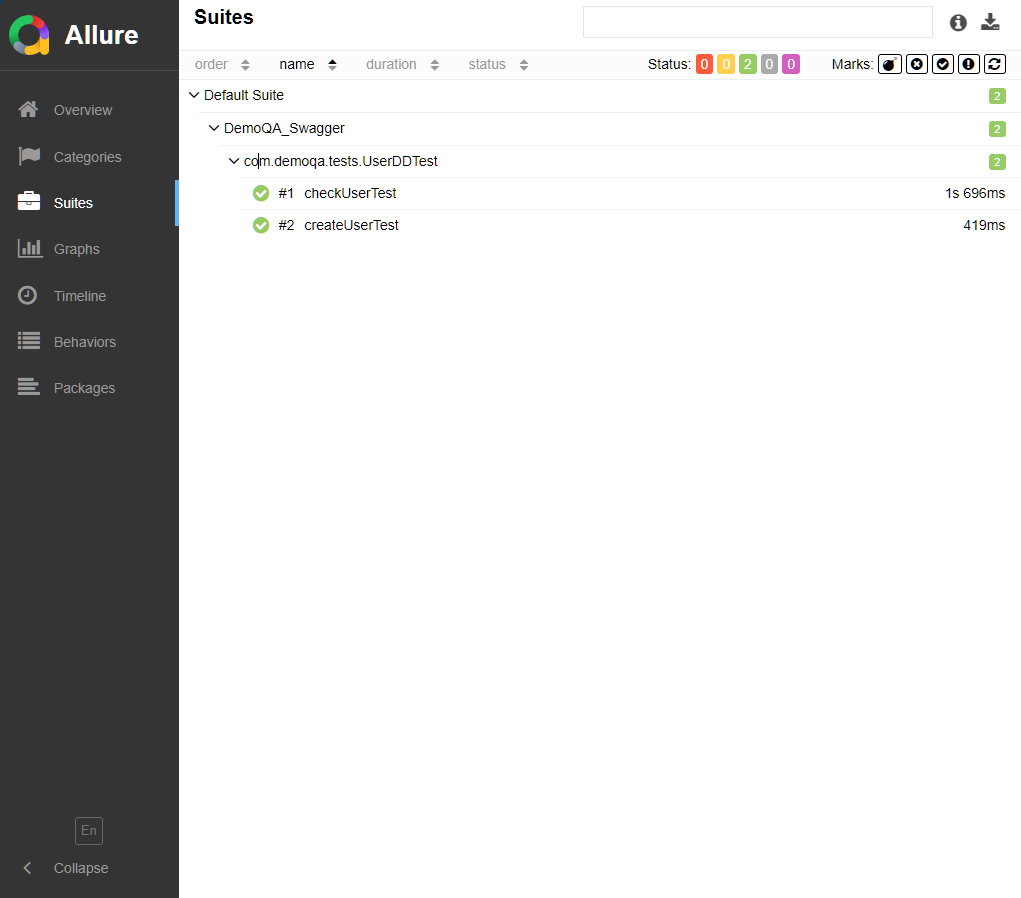 Allure
Overview
Categories
Suites
Graphs
Timeline
Behaviors
Packages
En
Collapse
Suites
order name duration status Status: 0 0 2 0 0 Marks:
Default Suite 2
DemoQA_Swagger 2
com.demoqa.tests.UserDDTest 2
#1 checkUserTest 1s 696ms
#2 createUserTest 419ms